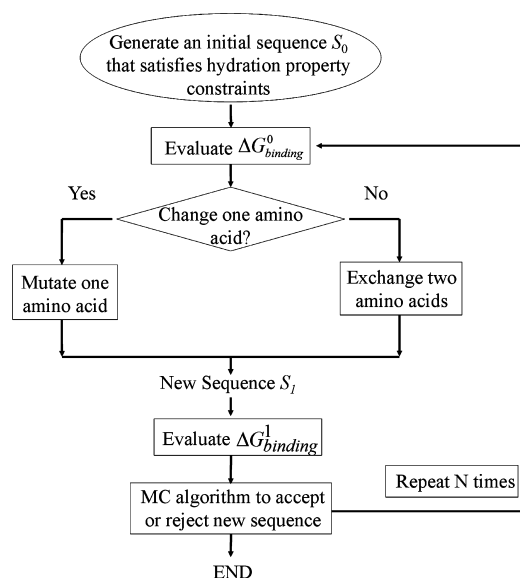 Generate an initial sequence S₀
that satisfies hydration property
constraints
Evaluate ΔG⁰binding
Yes
Change one amino
acid?
No
Mutate one
amino acid
Exchange two
amino acids
New Sequence S₁
Evaluate ΔG¹binding
Repeat N times
MC algorithm to accept
or reject new sequence
END